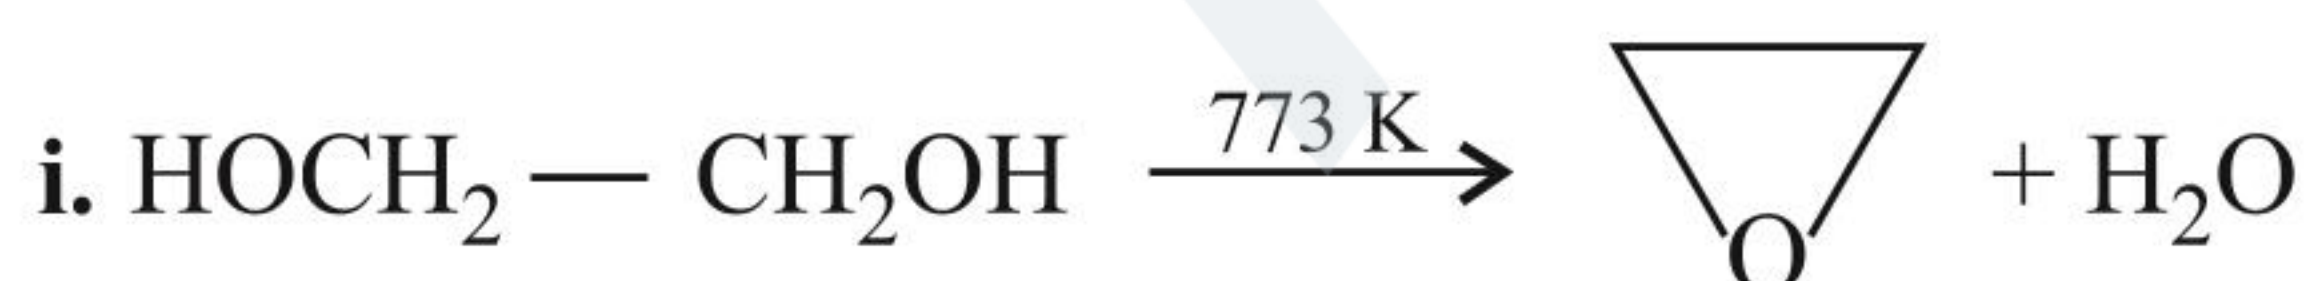 i. HOCH₂ — CH₂OH 773 K → O + H₂O